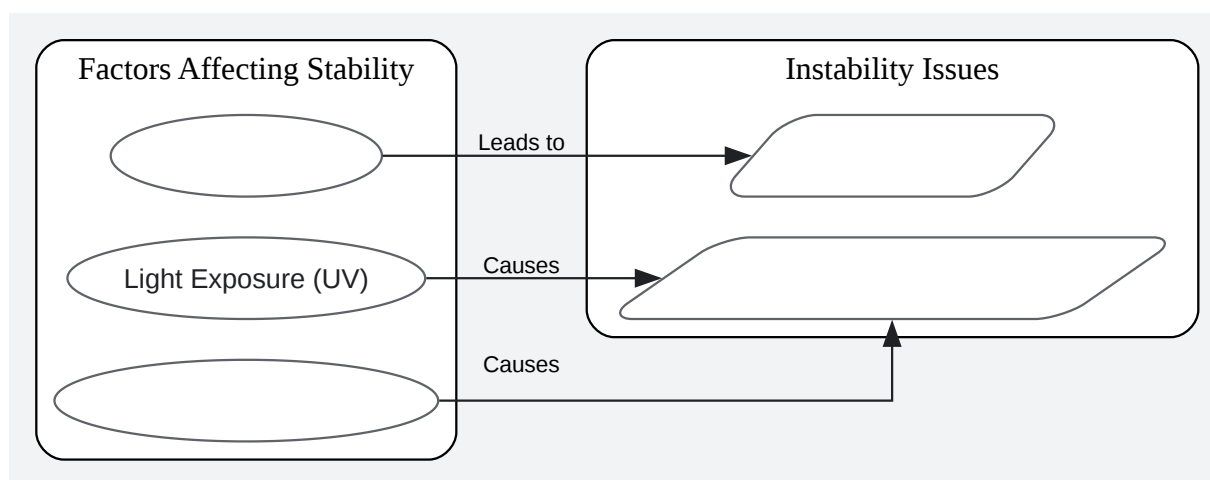 Factors Affecting Stability
Instability Issues
Leads to
Light Exposure (UV)
Causes
Causes